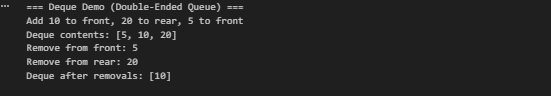 ... === Deque Demo (Double-Ended Queue) ===
Add 10 to front, 20 to rear, 5 to front
Deque contents: [5, 10, 20]
Remove from front: 5
Remove from rear: 20
Deque after removals: [10]